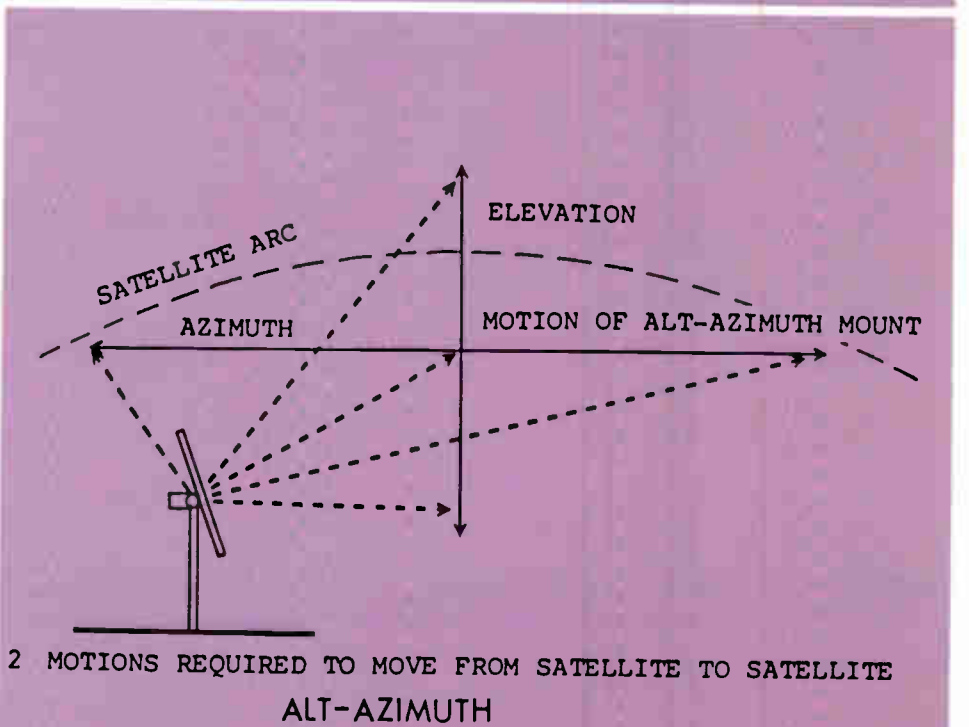 ELEVATION
SATELLITE ARC
AZIMUTH
MOTION OF ALT-AZIMUTH MOUNT
2 MOTIONS REQUIRED TO MOVE FROM SATELLITE TO SATELLITE
ALT-AZIMUTH